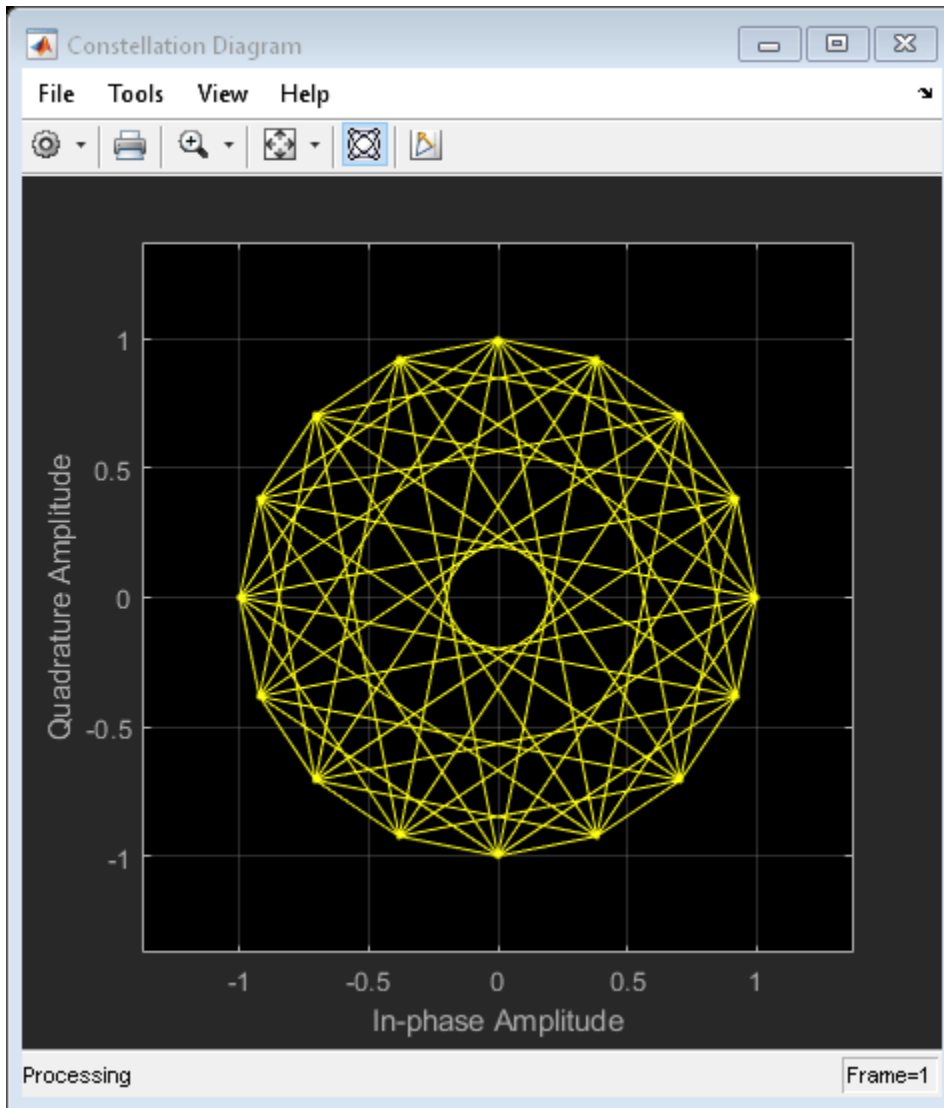 Constellation Diagram
File Tools View Help
1
0.5
0
-0.5
-1
Quadrature Amplitude
-1 -0.5 0 0.5 1
In-phase Amplitude
Processing Frame=1